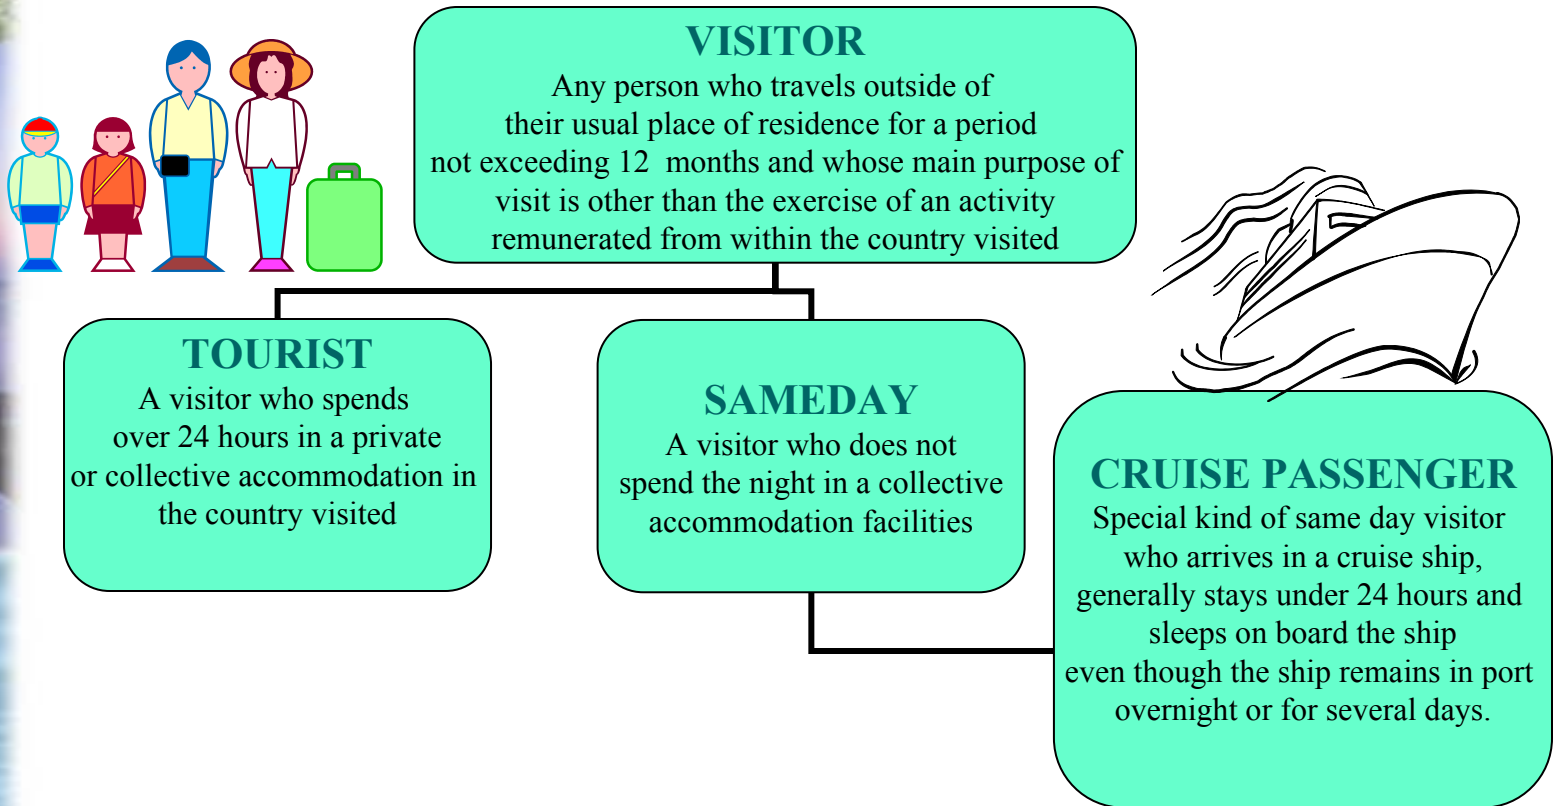 VISITOR
Any person who travels outside of
their usual place of residence for a period
not exceeding 12 months and whose main purpose of
visit is other than the exercise of an activity
remunerated from within the country visited
TOURIST
A visitor who spends
over 24 hours in a private
or collective accommodation in
the country visited
SAMEDAY
A visitor who does not
spend the night in a collective
accommodation facilities
CRUISE PASSENGER
Special kind of same day visitor
who arrives in a cruise ship,
generally stays under 24 hours and
sleeps on board the ship
even though the ship remains in port
overnight or for several days.